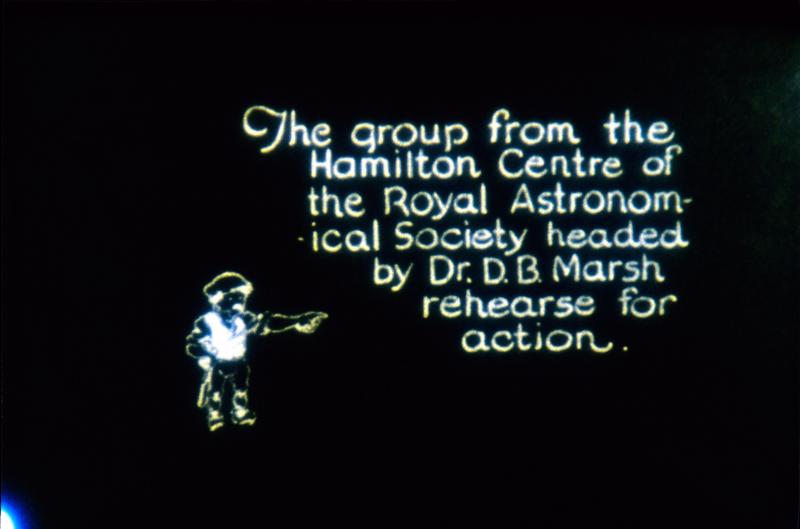 The group from the
Hamilton Centre of
the Royal Astronom-
ical Society headed
by Dr. D. B. Marsh
rehearse for
action.